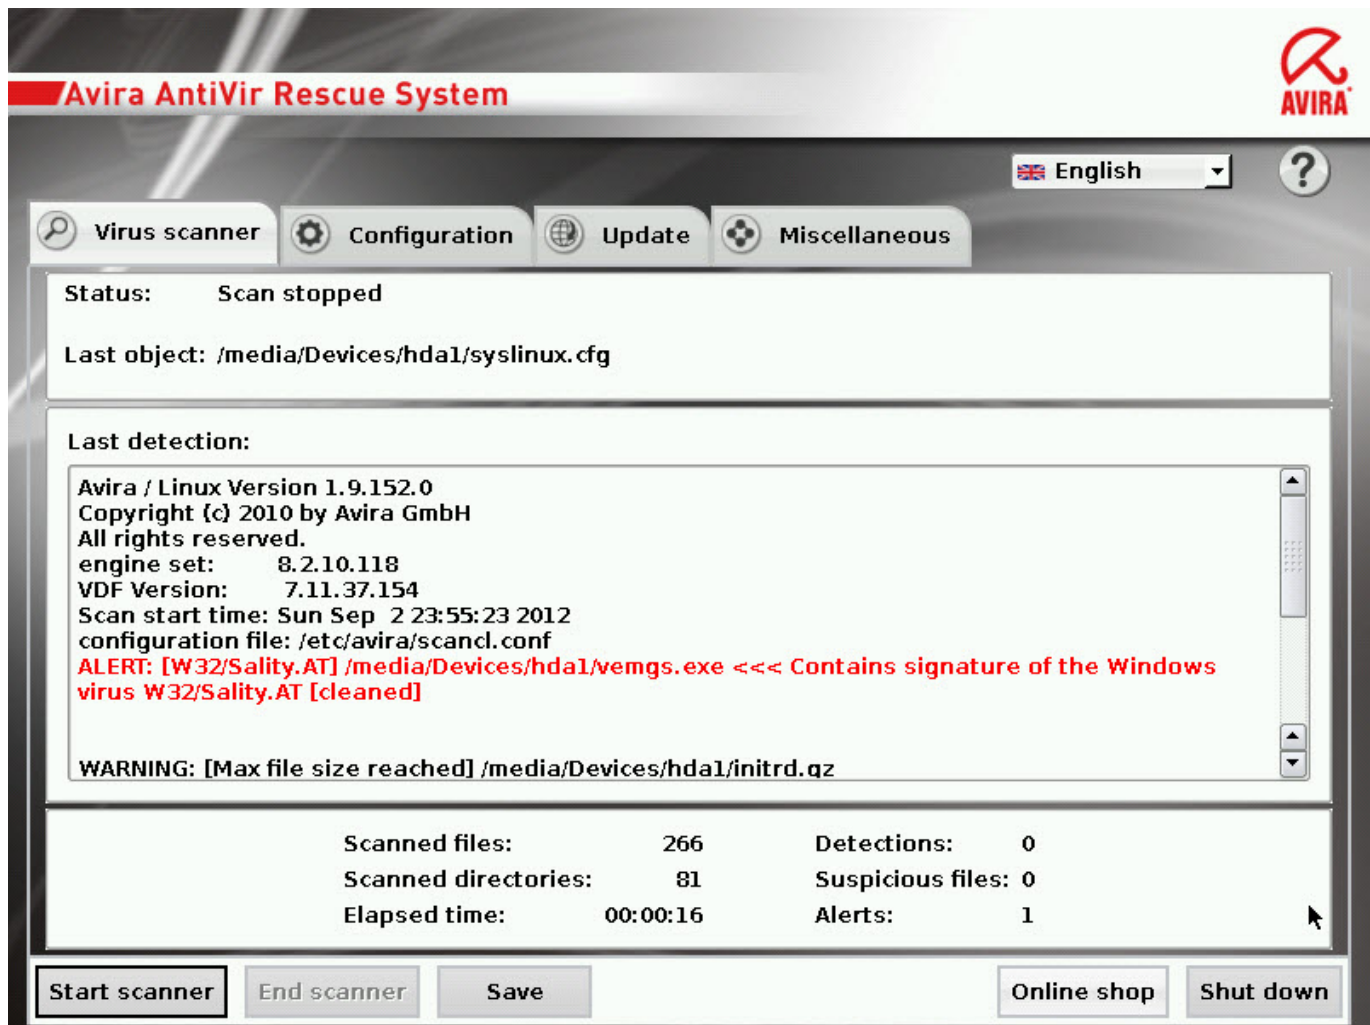 Avira AntiVir Rescue System
AVIRA
English
?
Virus scanner
Configuration
Update
Miscellaneous
Status: Scan stopped
Last object: /media/Devices/hda1/syslinux.cfg
Last detection:
Avira / Linux Version 1.9.152.0
Copyright (c) 2010 by Avira GmbH
All rights reserved.
engine set: 8.2.10.118
VDF Version: 7.11.37.154
Scan start time: Sun Sep 2 23:55:23 2012
configuration file: /etc/avira/scancl.conf
ALERT: [W32/Sality.AT] /media/Devices/hda1/vemgs.exe <<< Contains signature of the Windows
virus W32/Sality.AT [cleaned]
WARNING: [Max file size reached] /media/Devices/hda1/initrd.gz
Scanned files: 266 Detections: 0
Scanned directories: 81 Suspicious files: 0
Elapsed time: 00:00:16 Alerts: 1
Start scanner
End scanner
Save
Online shop
Shut down